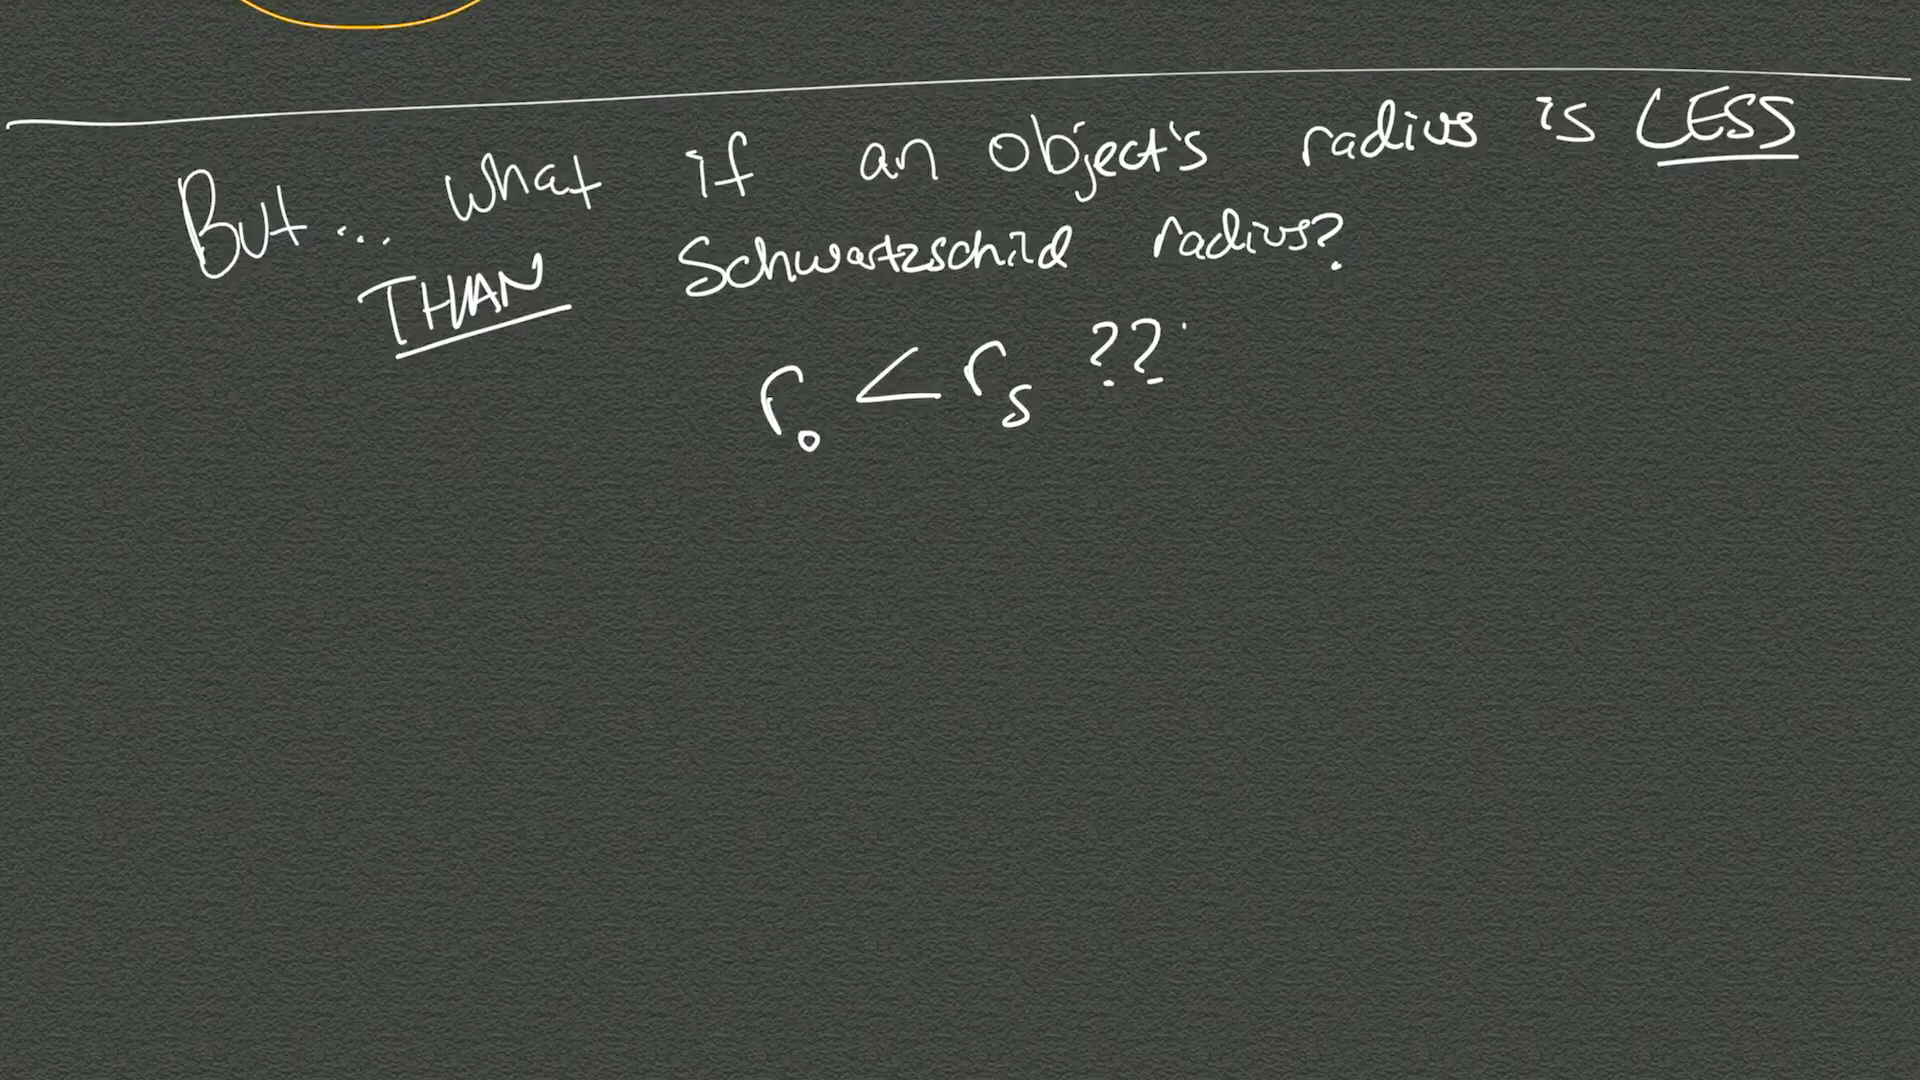 But... what if an object's radius is LESS
THAN Schwartzschild radius?
r₀ < rₛ ??